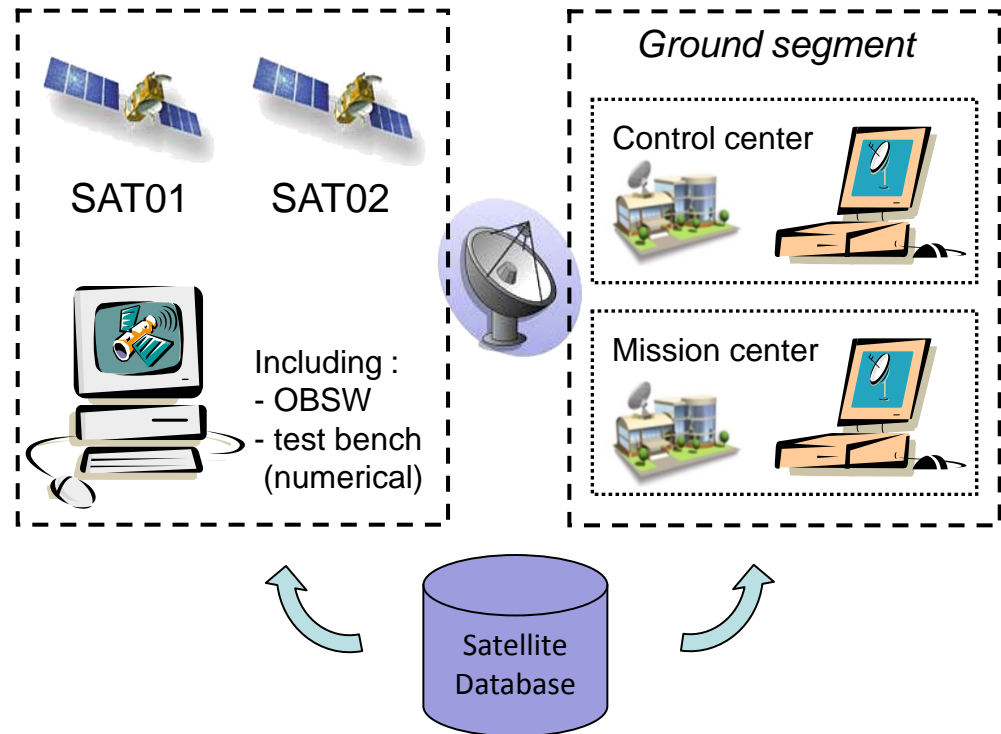 SAT01
SAT02
Including :
- OBSW
- test bench
(numerical)
Ground segment
Control center
Mission center
Satellite
Database